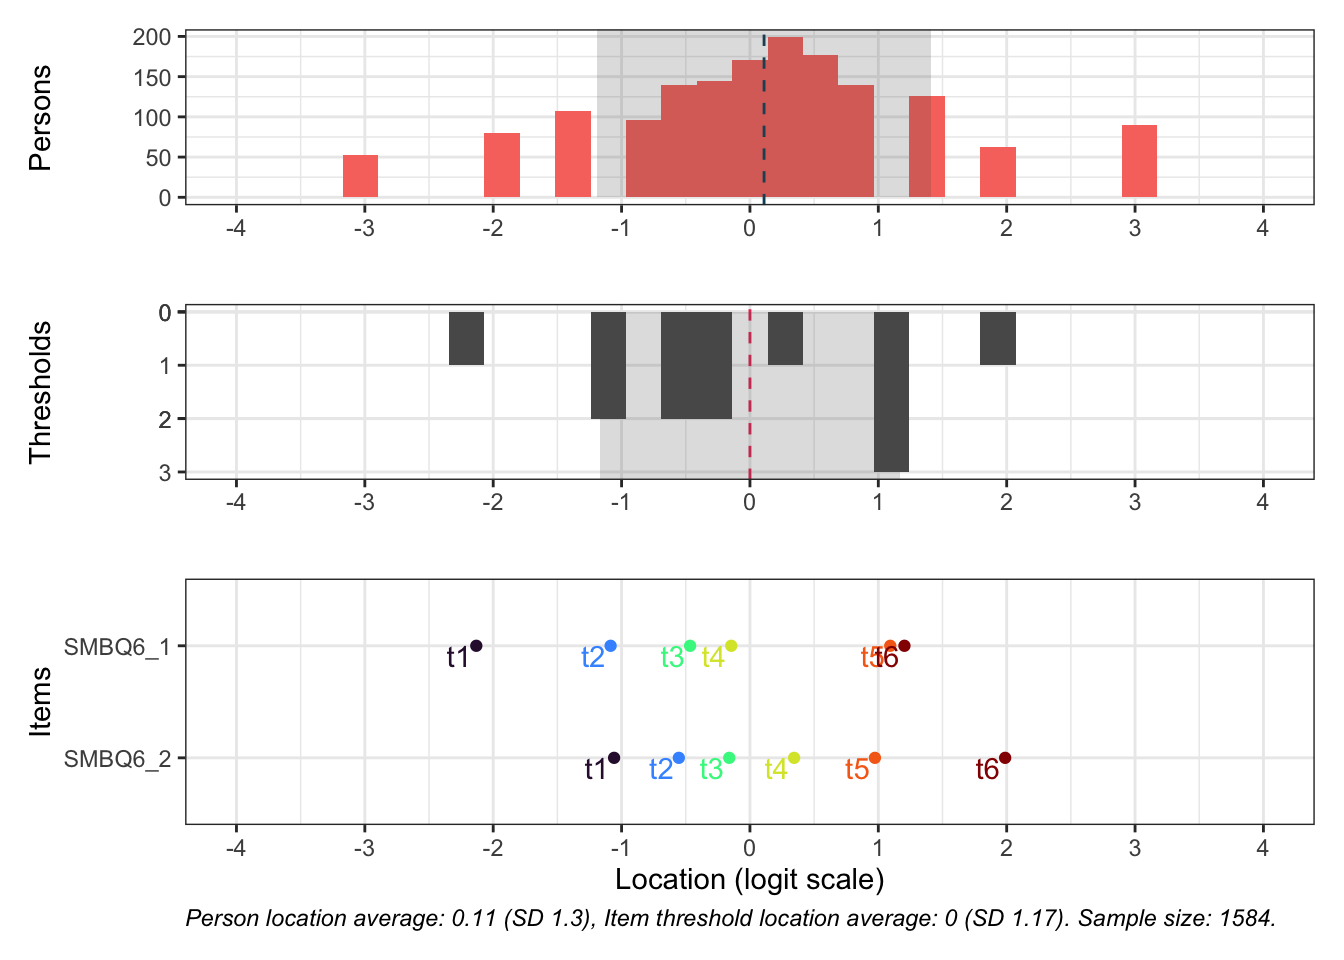 Persons
200
150
100
50
0
-4 -3 -2 -1 0 1 2 3 4
Thresholds
0
1
2
3
-4 -3 -2 -1 0 1 2 3 4
Items
SMBQ6_1
t1 t2 t3 t4 t5 t6
SMBQ6_2
t1 t2 t3 t4 t5 t6
-4 -3 -2 -1 0 1 2 3 4
Location (logit scale)
Person location average: 0.11 (SD 1.3), Item threshold location average: 0 (SD 1.17). Sample size: 1584.